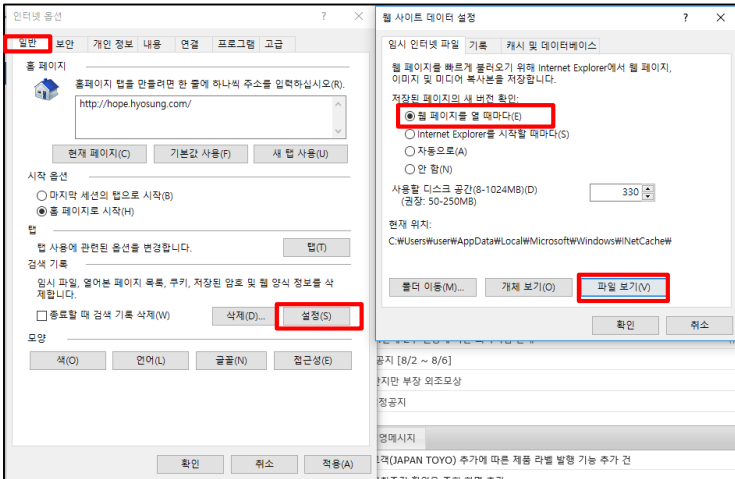 인터넷 옵션
일반 보안 개인 정보 내용 연결 프로그램 고급
홈 페이지
홈페이지 탭을 만들려면 한 줄에 하나씩 주소를 입력하십시오(R).
http://hope.hyosung.com/
현재 페이지(C) 기본값 사용(F) 새 탭 사용(U)
시작 옵션
마지막 세션의 탭으로 시작(B)
홈 페이지로 시작(H)
탭
탭 사용에 관련된 옵션을 변경합니다. 탭(T)
검색 기록
임시 파일, 열어본 페이지 목록, 쿠키, 저장된 암호 및 웹 양식 정보를 삭
제합니다.
종료할 때 검색 기록 삭제(W) 삭제(D)... 설정(S)
모양
색(O) 언어(L) 글꼴(N) 접근성(E)
확인 취소 적용(A)
웹 사이트 데이터 설정
임시 인터넷 파일 기록 캐시 및 데이터베이스
웹 페이지를 빠르게 불러오기 위해 Internet Explorer에서 웹 페이지,
이미지 및 미디어 복사본을 저장합니다.
저장된 페이지의 새 버전 확인:
웹 페이지를 열 때마다(E)
Internet Explorer를 시작할 때마다(S)
자동으로(A)
안 함(N)
사용할 디스크 공간(8-1024MB)(D) 330
(권장: 50-250MB)
현재 위치:
C:₩Users₩user₩AppData₩Local₩Microsoft₩Windows₩INetCache₩
폴더 이동(M)... 개체 보기(O) 파일 보기(V)
확인 취소
공지 [8/2 ~ 8/6]
부장 외조모상
정공지
영메시지
(JAPAN TOYO) 추가에 따른 제품 라벨 발행 기능 추가 건